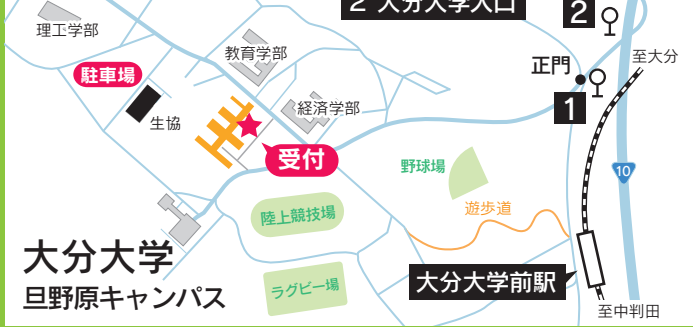 2 大分大学入口
2
理工学部
教育学部
正門
至大分
駐車場
1
経済学部
生協
受付
野球場
10
遊歩道
陸上競技場
大分大学
旦野原キャンパス
ラグビー場
大分大学前駅
至中判田